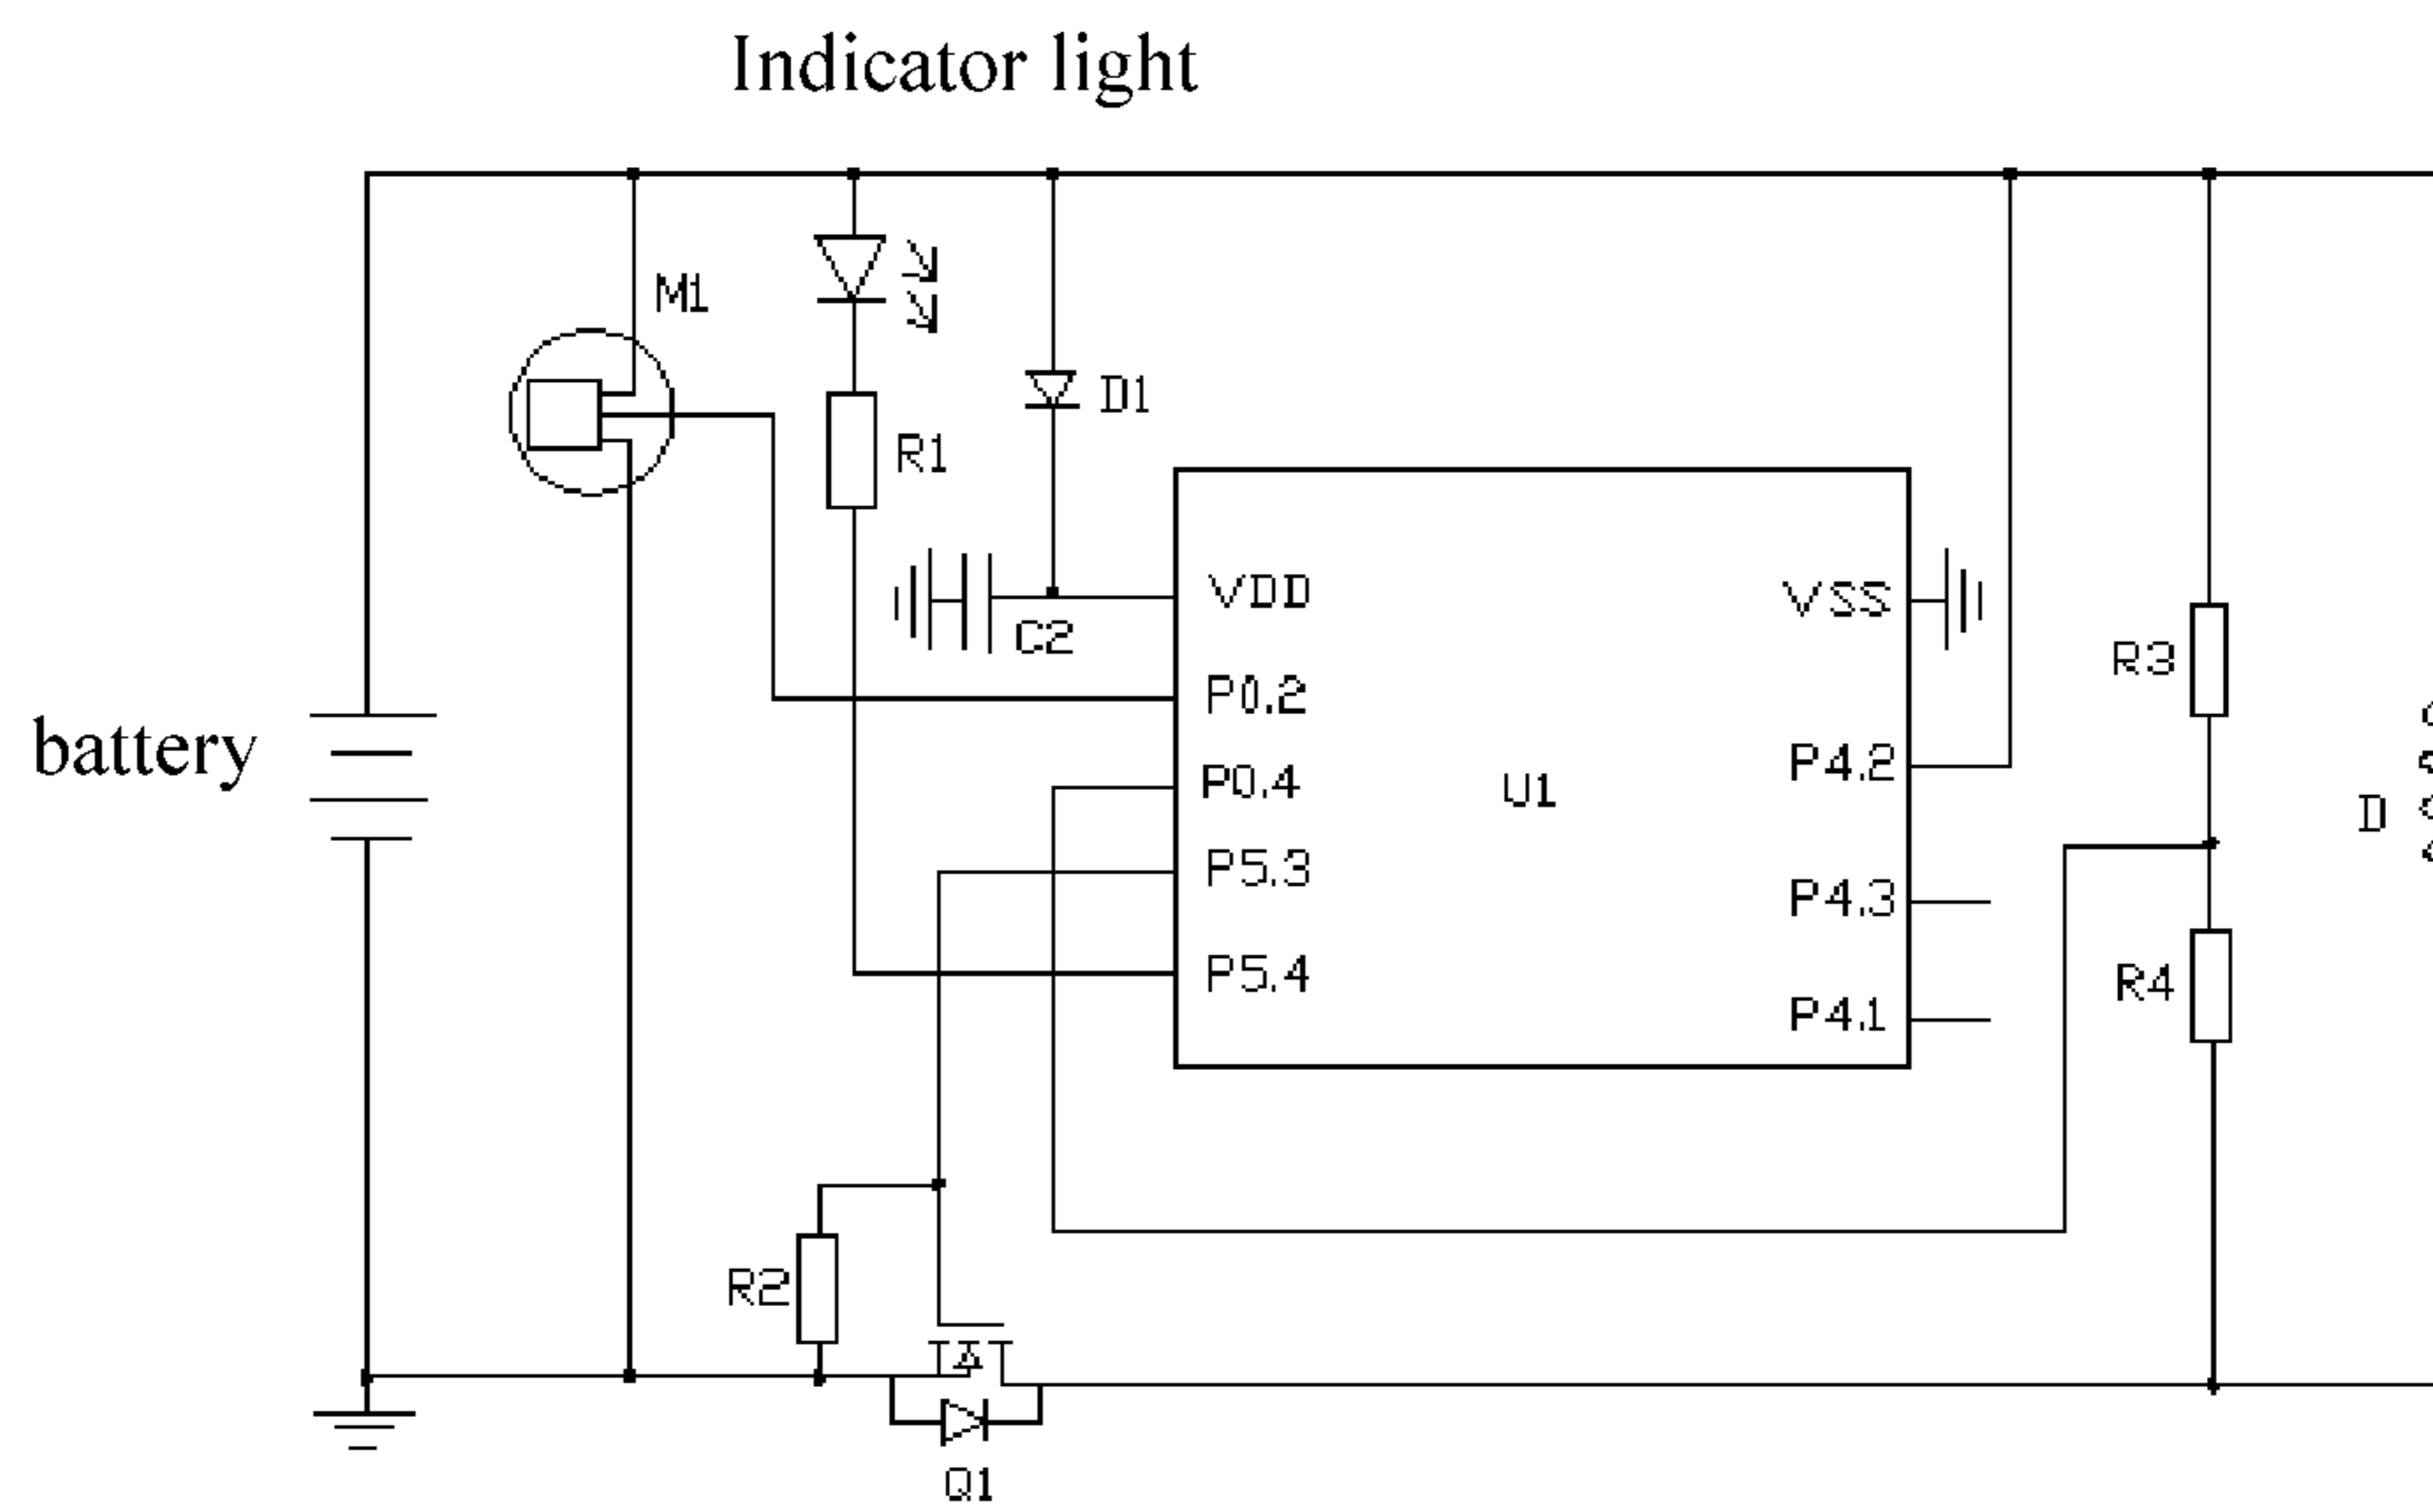 Indicator light
M1
D1
R1
VDD
VSS
C2
R3
P0.2
battery
P4.2
P0.4
U1
D
P5.3
P4.3
P5.4
R4
P4.1
R2
Q1